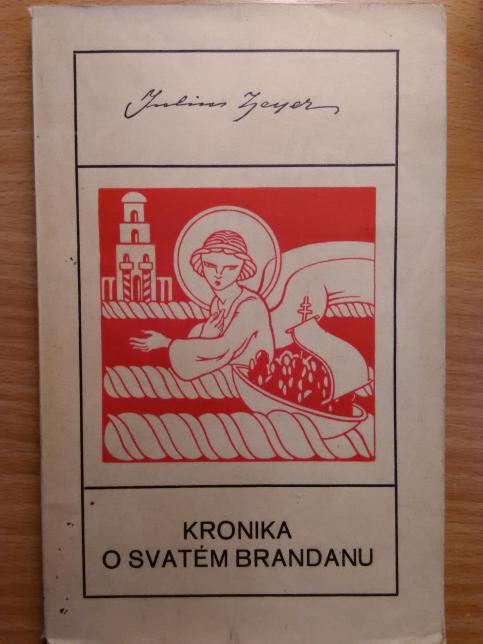 Julius Zeyer
KRONIKA
O SVATÉM BRANDANU